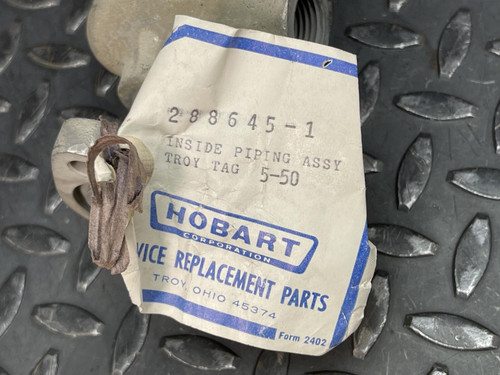 288645-1
INSIDE PIPING ASSY
TROY TAG 5-50
HOBART
CORPORATION
VICE REPLACEMENT PARTS
TROY, OHIO 45374
Form 2402